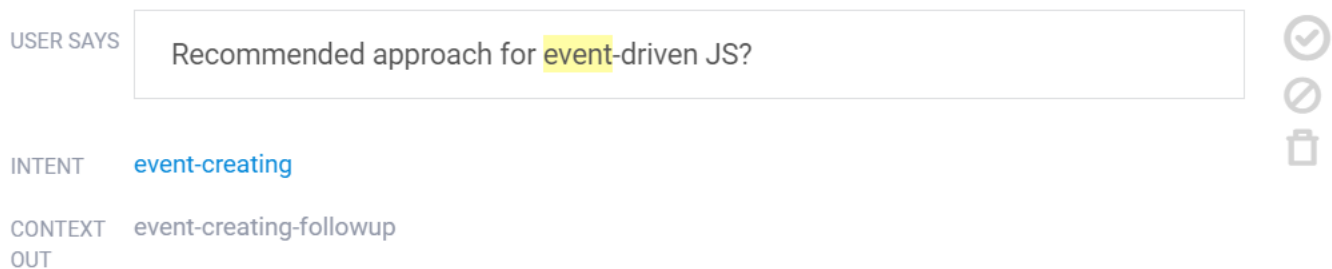 USER SAYS Recommended approach for event-driven JS?
INTENT event-creating
CONTEXT event-creating-followup
OUT